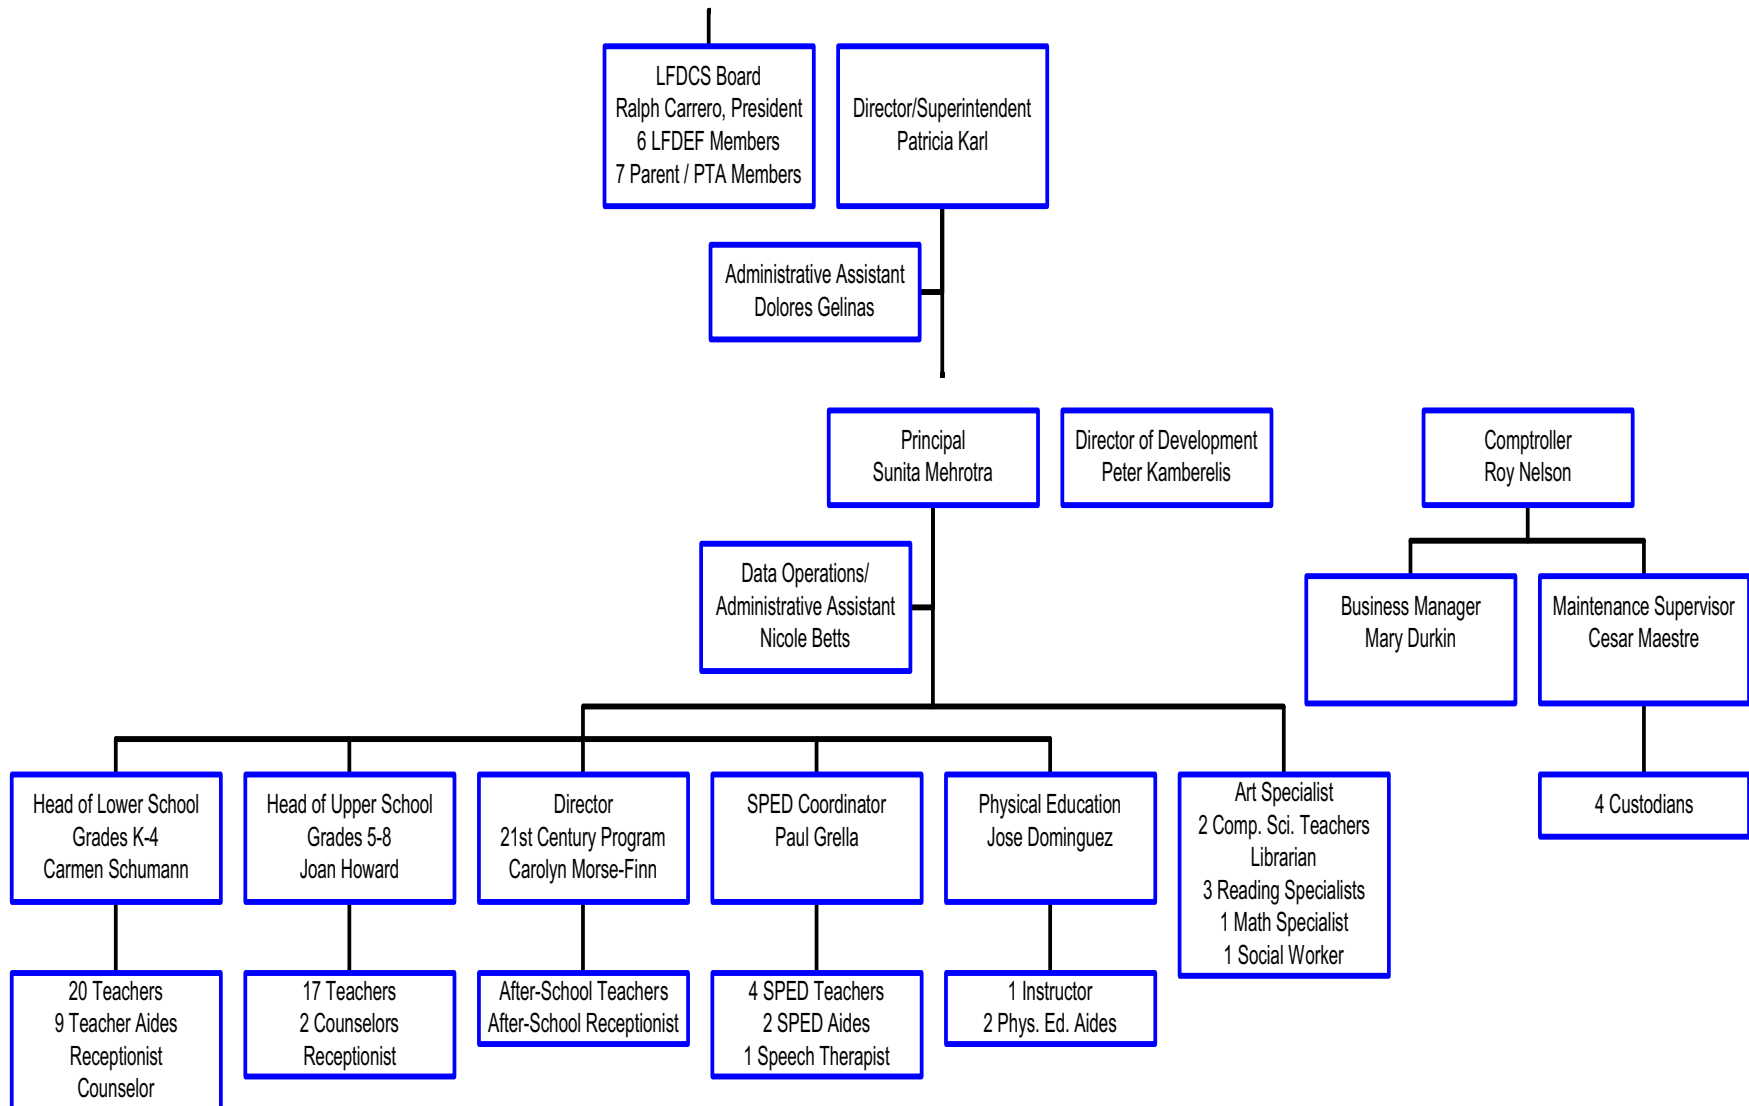 LFDCS Board
Ralph Carrero, President
6 LFDEF Members
7 Parent / PTA Members
Director/Superintendent
Patricia Karl
Administrative Assistant
Dolores Gelinas
Principal
Sunita Mehrotra
Director of Development
Peter Kamberelis
Comptroller
Roy Nelson
Data Operations/
Administrative Assistant
Nicole Betts
Business Manager
Mary Durkin
Maintenance Supervisor
Cesar Maestre
Head of Lower School
Grades K-4
Carmen Schumann
Head of Upper School
Grades 5-8
Joan Howard
Director
21st Century Program
Carolyn Morse-Finn
SPED Coordinator
Paul Grella
Physical Education
Jose Dominguez
Art Specialist
2 Comp. Sci. Teachers
Librarian
3 Reading Specialists
1 Math Specialist
1 Social Worker
4 Custodians
20 Teachers
9 Teacher Aides
Receptionist
Counselor
17 Teachers
2 Counselors
Receptionist
After-School Teachers
After-School Receptionist
4 SPED Teachers
2 SPED Aides
1 Speech Therapist
1 Instructor
2 Phys. Ed. Aides